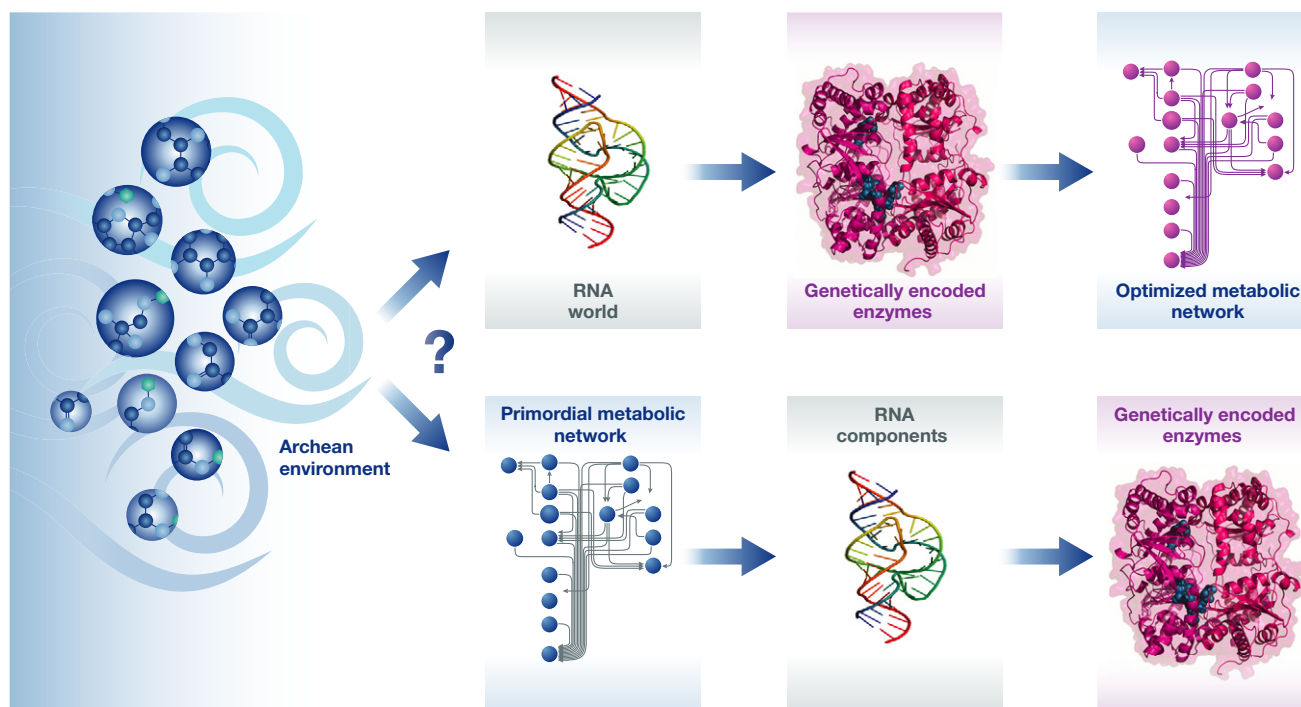 RNA
world
Genetically encoded
enzymes
Optimized metabolic
network
?
Archean
environment
Primordial metabolic
network
RNA
components
Genetically encoded
enzymes